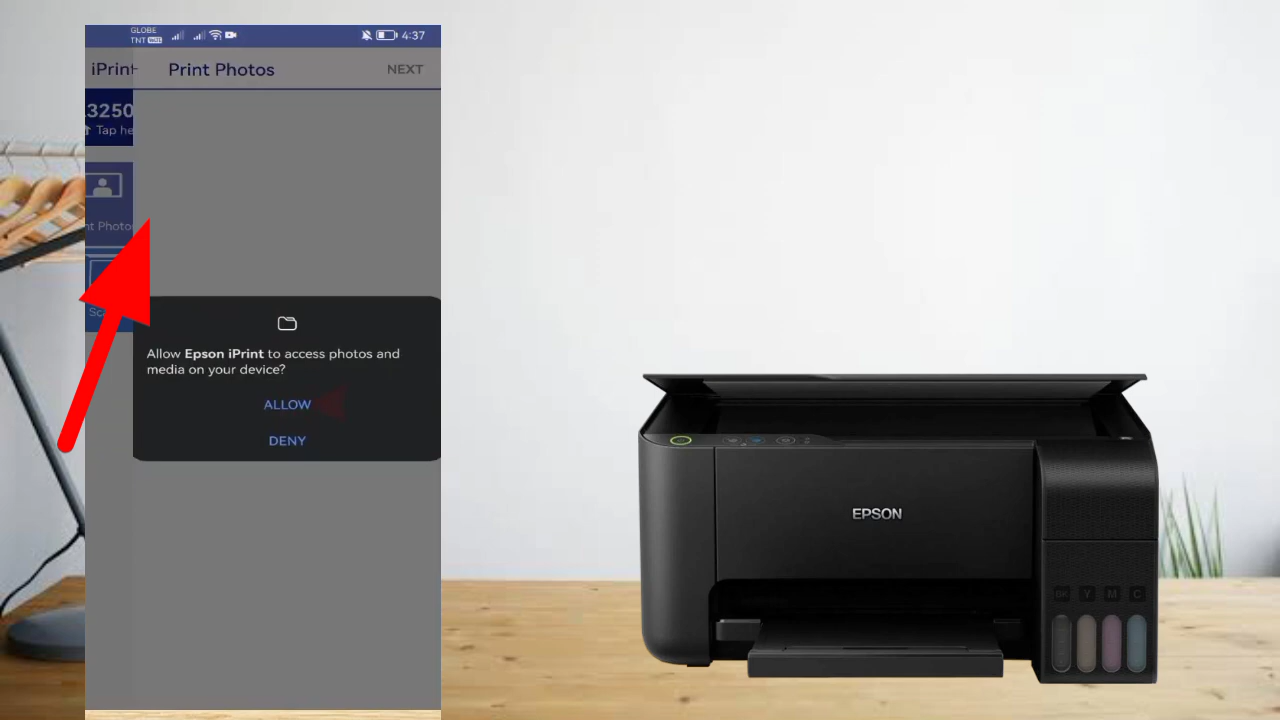 GLOBE
TNT
4:37
iPrint
Print Photos
NEXT
3250
Tap he
nt Photo
Sc
Allow Epson iPrint to access photos and
media on your device?
ALLOW
DENY
EPSON
BK Y M C